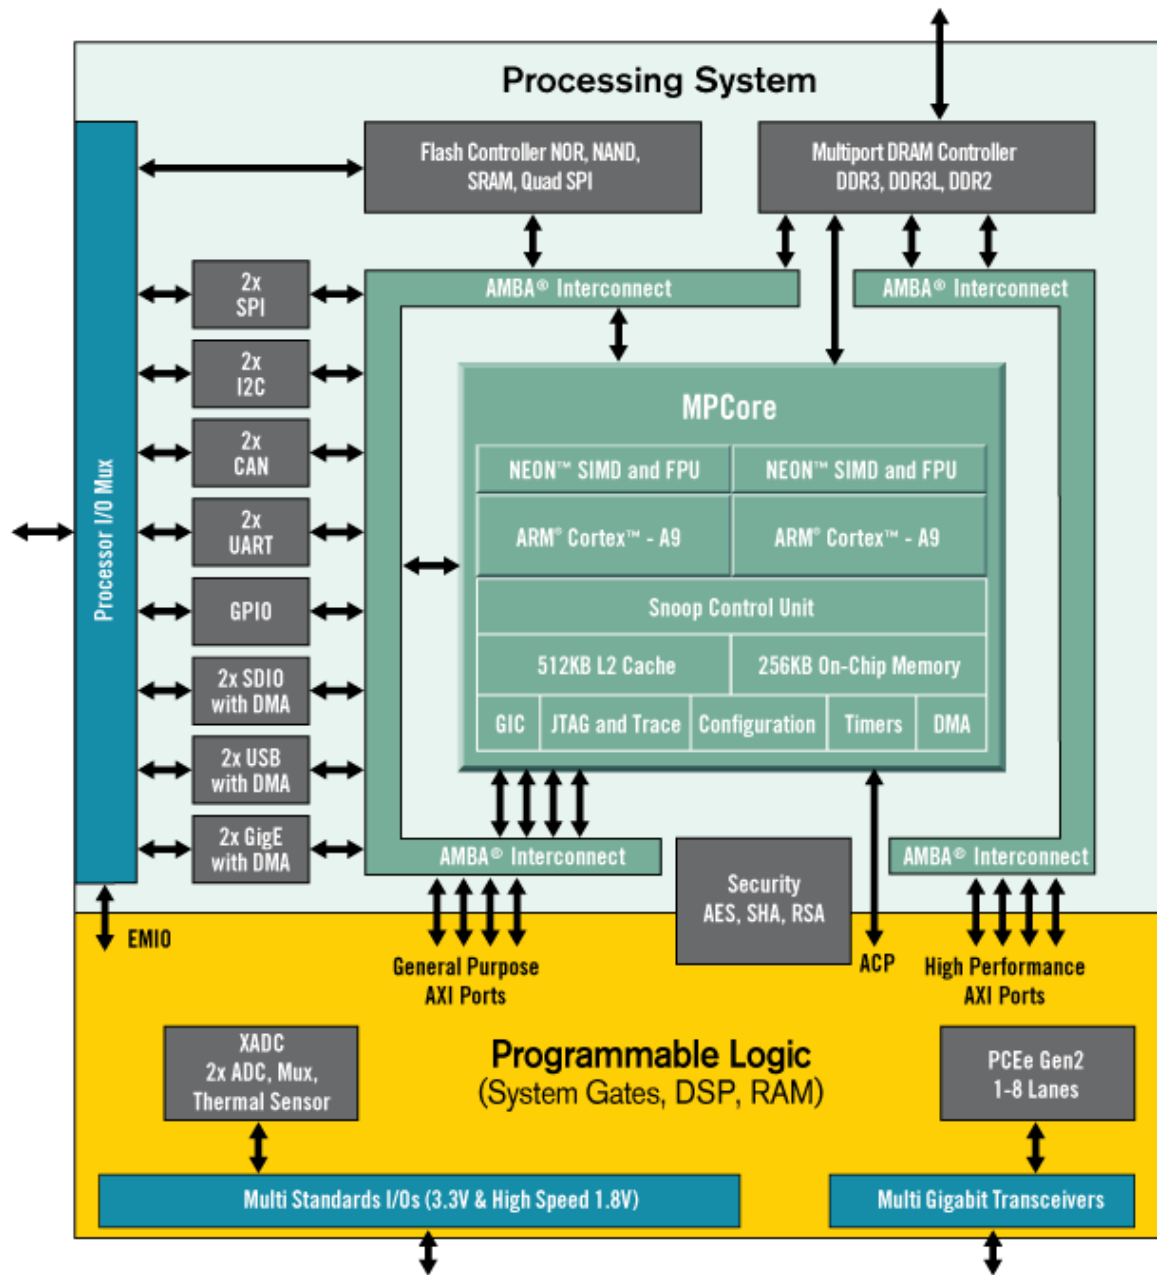 Processing System
Flash Controller NOR, NAND,
SRAM, Quad SPI
Multiport DRAM Controller
DDR3, DDR3L, DDR2
AMBA® Interconnect
AMBA® Interconnect
Processor I/O Mux
2x
SPI
2x
I2C
2x
CAN
2x
UART
GPIO
2x SDIO
with DMA
2x USB
with DMA
2x GigE
with DMA
MPCore
NEON™ SIMD and FPU
NEON™ SIMD and FPU
ARM® Cortex™ - A9
ARM® Cortex™ - A9
Snoop Control Unit
512KB L2 Cache
256KB On-Chip Memory
GIC
JTAG and Trace
Configuration
Timers
DMA
AMBA® Interconnect
AMBA® Interconnect
Security
AES, SHA, RSA
EMIO
General Purpose
AXI Ports
ACP
High Performance
AXI Ports
XADC
2x ADC, Mux,
Thermal Sensor
Programmable Logic
(System Gates, DSP, RAM)
PCEe Gen2
1-8 Lanes
Multi Standards I/Os (3.3V & High Speed 1.8V)
Multi Gigabit Transceivers